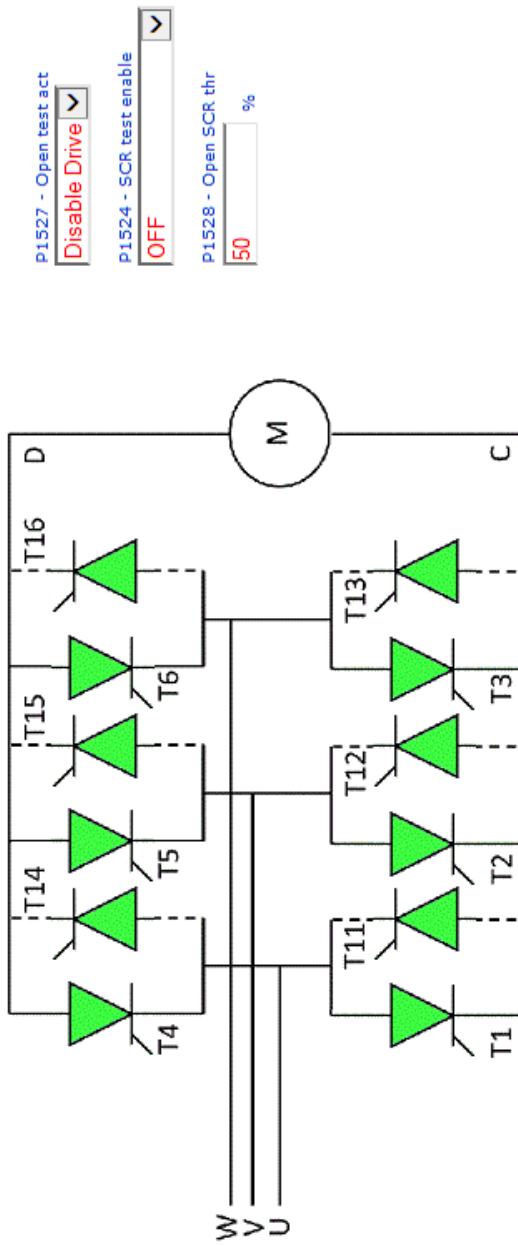 P1527 - Open test act
Disable Drive
P1524 - SCR test enable
OFF
P1528 - Open SCR thr
50 %
D
T16
T15
T14
T6
T5
T4
M
W
V
U
T13
T12
T11
T3
T2
T1
C